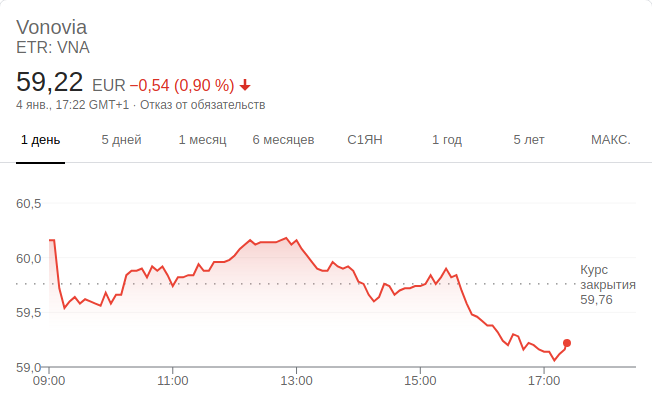 Vonovia
ETR: VNA
59,22 EUR −0,54 (0,90 %)
4 янв., 17:22 GMT+1 · Отказ от обязательств
1 день 5 дней 1 месяц 6 месяцев С1ЯН 1 год 5 лет МАКС.
60,5
60,0
Курс
закрытия
59,76
59,5
59,0
09:00 11:00 13:00 15:00 17:00